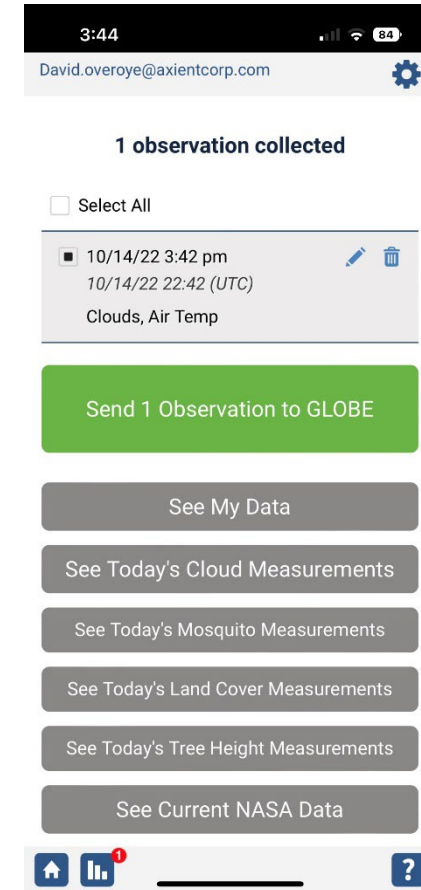 3:44
84
David.overoye@axientcorp.com
1 observation collected
Select All
10/14/22 3:42 pm
10/14/22 22:42 (UTC)
Clouds, Air Temp
Send 1 Observation to GLOBE
See My Data
See Today's Cloud Measurements
See Today's Mosquito Measurements
See Today's Land Cover Measurements
See Today's Tree Height Measurements
See Current NASA Data
1
?